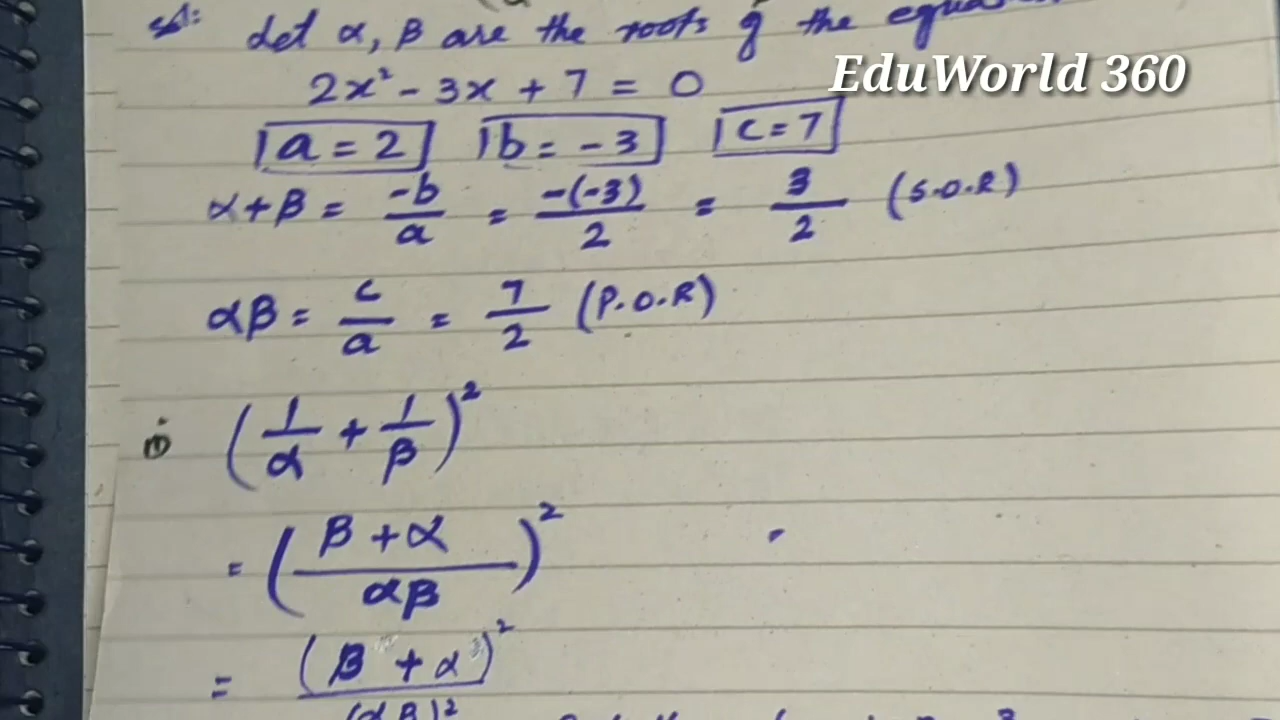 Sol: Let α, β are the roots of the
EduWorld 360
2x² - 3x + 7 = 0
a = 2 b = -3 c = 7
α + β = -b/a = -(-3)/2 = 3/2 (S.O.R)
αβ = c/a = 7/2 (P.O.R)
(1/α + 1/β)²
= ((β + α)/αβ)²
= (β + α)²/(αβ)²